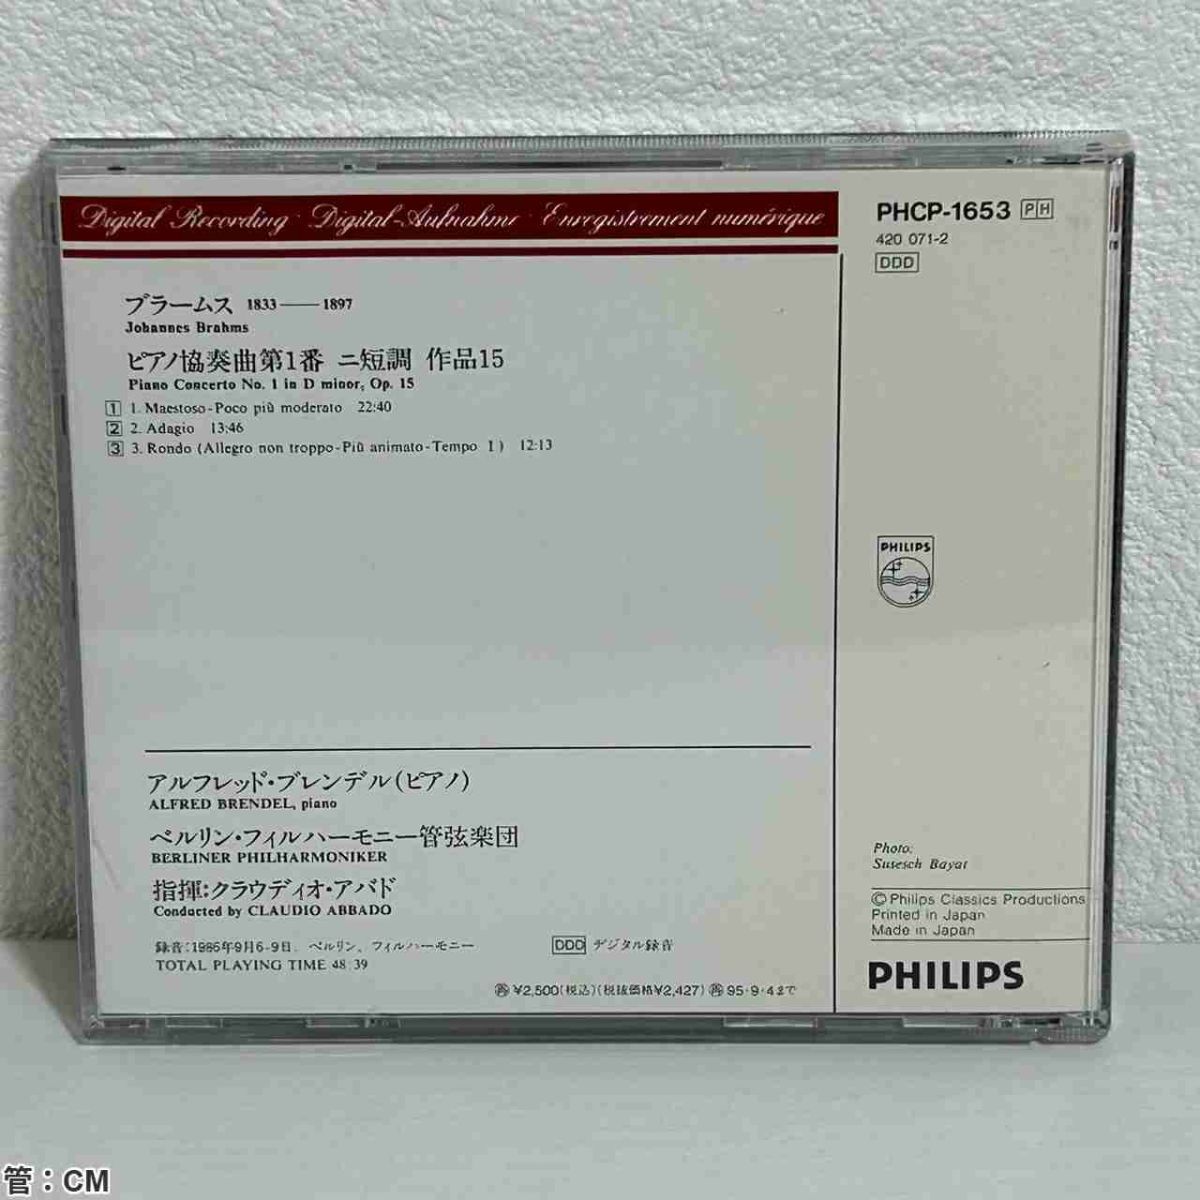 Digital Recording · Digital-Aufnahme · Enregistrement numérique
PHCP-1653 PH
420 071-2
DDD
ブラームス 1833——1897
Johannes Brahms
ピアノ協奏曲第1番 ニ短調 作品15
Piano Concerto No. 1 in D minor, Op. 15
1 1. Maestoso-Poco più moderato 22:40
2 2. Adagio 13:46
3 3. Rondo (Allegro non troppo-Più animato-Tempo I) 12:13
PHILIPS
アルフレッド・ブレンデル(ピアノ)
ALFRED BRENDEL, piano
ベルリン・フィルハーモニー管弦楽団
BERLINER PHILHARMONIKER
指揮:クラウディオ・アバド
Conducted by CLAUDIO ABBADO
録音:1986年9月6-9日、ベルリン、フィルハーモニー
DDD デジタル録音
TOTAL PLAYING TIME 48:39
¥2,500(税込)(税抜価格¥2,427) 95・9・4まで
Photo:
Susesch Bayat
©Philips Classics Productions
Printed in Japan
Made in Japan
PHILIPS
管:CM